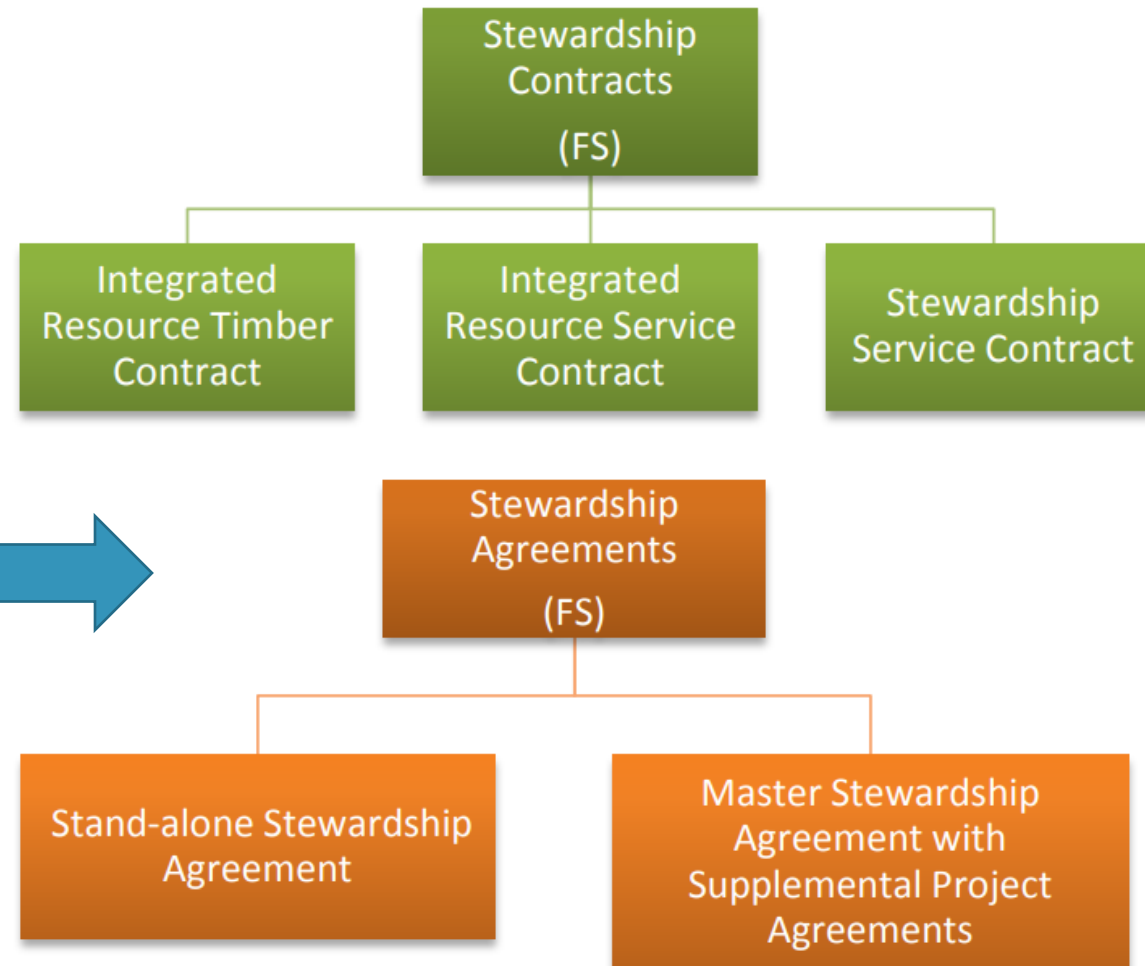 Stewardship
Contracts
(FS)
Integrated
Resource Timber
Contract
Integrated
Resource Service
Contract
Stewardship
Service Contract
Stewardship
Agreements
(FS)
Stand-alone Stewardship
Agreement
Master Stewardship
Agreement with
Supplemental Project
Agreements